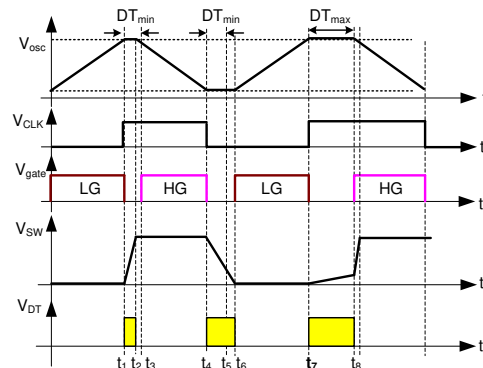 DTmin DTmin DTmax
Vosc
t
VCLK
t
Vgate LG HG LG HG
t
VSW
t
VDT
t
t1 t2 t3 t4 t5 t6 t7 t8